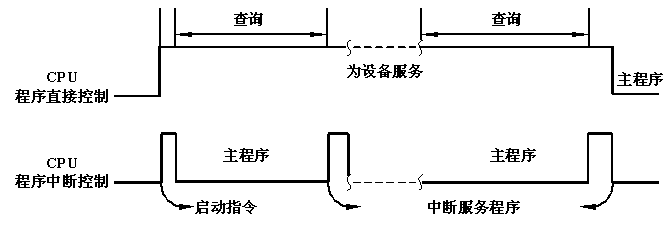 查询 查询
CPU
程序直接控制
为设备服务
主程序
CPU
程序中断控制
主程序 主程序
启动指令 中断服务程序